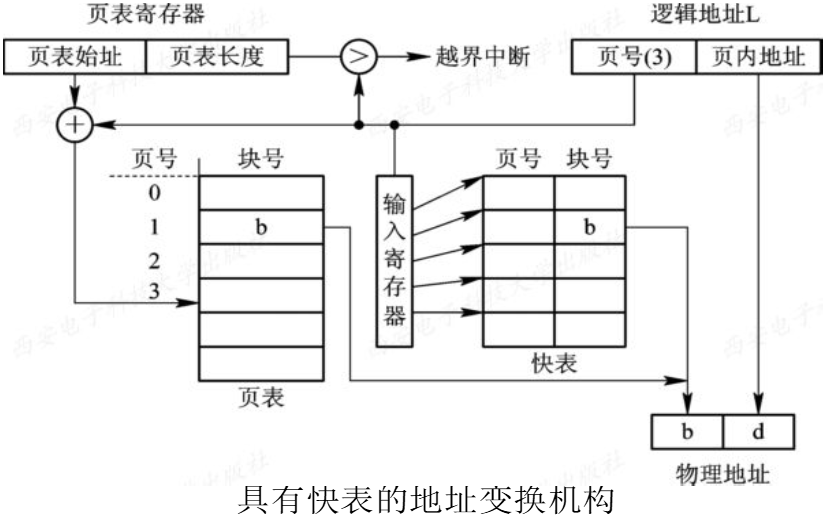 页表寄存器 逻辑地址L
页表始址 页表长度 > 越界中断 页号(3) 页内地址
+
页号 块号 页号 块号
0
1 b b
2
3
输入寄存器
快表
页表
b d
物理地址
具有快表的地址变换机构
西安电子科技大学出版社